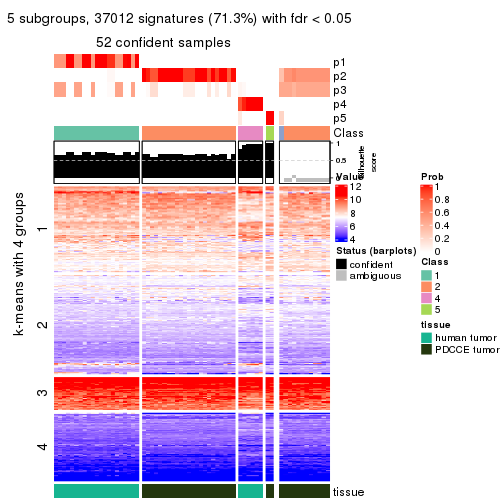 5 subgroups, 37012 signatures (71.3%) with fdr < 0.05
52 confident samples
p1
p2
p3
p4
p5
Class
1
0.5
0
Silhouette
score
k-means with 4 groups
1
2
3
4
tissue
Value
12
10
8
6
4
Status (barplots)
confident
ambiguous
Prob
1
0.8
0.6
0.4
0.2
0
Class
1
2
4
5
tissue
human tumor
PDCCE tumor